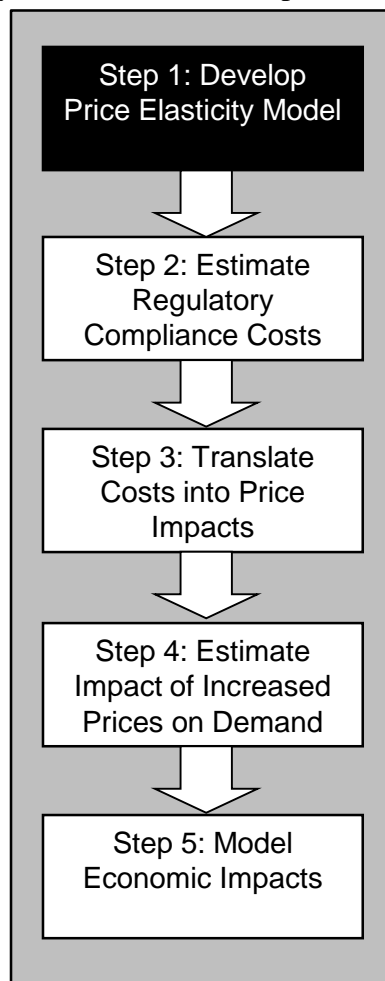 Step 1: Develop
Price Elasticity Model
Step 2: Estimate
Regulatory
Compliance Costs
Step 3: Translate
Costs into Price
Impacts
Step 4: Estimate
Impact of Increased
Prices on Demand
Step 5: Model
Economic Impacts